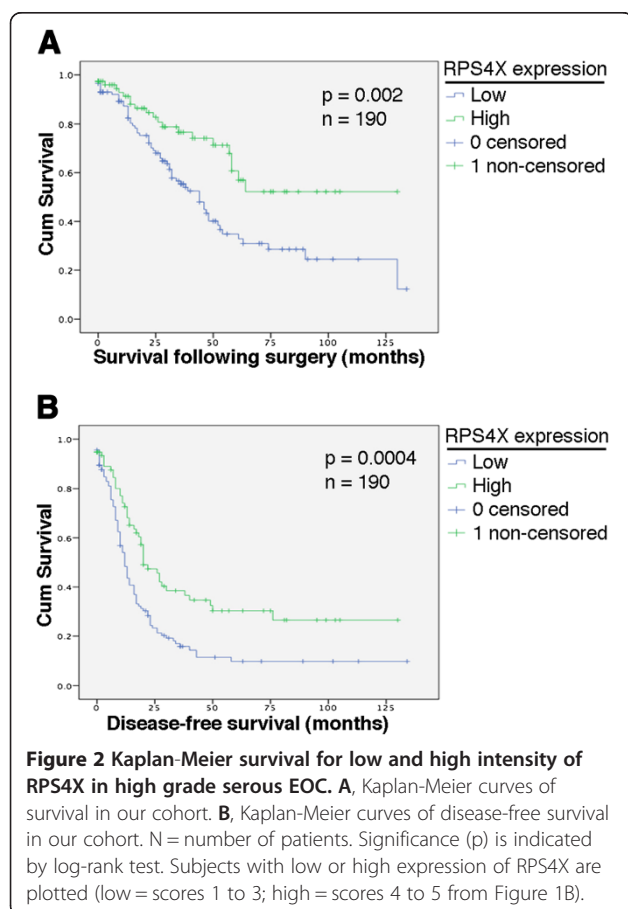 A
RPS4X expression
Low
High
0 censored
1 non-censored
p = 0.002
n = 190
Cum Survival
1.0
0.8
0.6
0.4
0.2
0.0
0 25 50 75 100 125
Survival following surgery (months)
B
RPS4X expression
Low
High
0 censored
1 non-censored
p = 0.0004
n = 190
Cum Survival
1.0
0.8
0.6
0.4
0.2
0.0
0 25 50 75 100 125
Disease-free survival (months)
Figure 2 Kaplan-Meier survival for low and high intensity of
RPS4X in high grade serous EOC. A, Kaplan-Meier curves of
survival in our cohort. B, Kaplan-Meier curves of disease-free survival
in our cohort. N = number of patients. Significance (p) is indicated
by log-rank test. Subjects with low or high expression of RPS4X are
plotted (low = scores 1 to 3; high = scores 4 to 5 from Figure 1B).